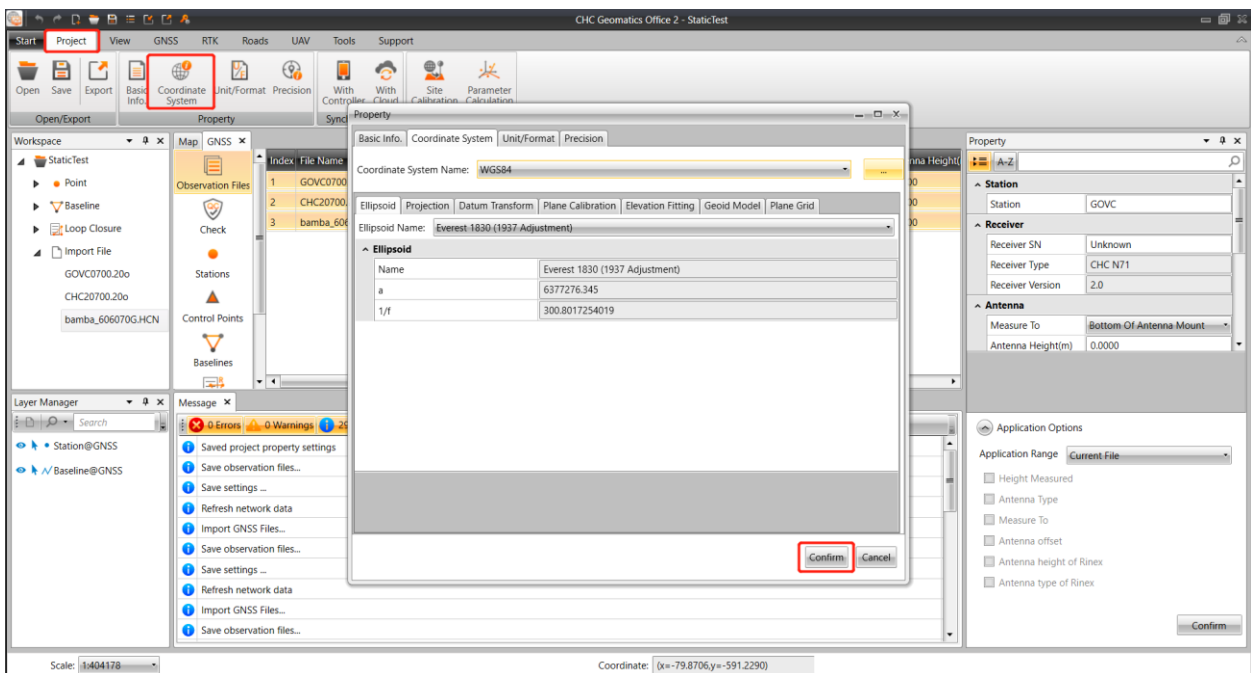 CHC Geomatics Office 2 - StaticTest
Start Project View GNSS RTK Roads UAV Tools Support
Open Save Export Basic Info. Coordinate System Unit/Format Precision With Controller With Cloud Site Calibration Parameter Calculation
Open/Export Property Synch
Workspace
StaticTest
Point
Baseline
Loop Closure
Import File
GOVC0700.20o
CHC20700.20o
bamba_606070G.HCN
Map GNSS
Observation Files
Check
Stations
Control Points
Baselines
Index File Name nna Height(
1 GOVC0700 00
2 CHC20700. 00
3 bamba_606 00
Property
Basic Info. Coordinate System Unit/Format Precision
Coordinate System Name: WGS84 ...
Ellipsoid Projection Datum Transform Plane Calibration Elevation Fitting Geoid Model Plane Grid
Ellipsoid Name: Everest 1830 (1937 Adjustment)
Ellipsoid
Name Everest 1830 (1937 Adjustment)
a 6377276.345
1/f 300.8017254019
Confirm Cancel
Property
A-Z
Station
Station GOVC
Receiver
Receiver SN Unknown
Receiver Type CHC N71
Receiver Version 2.0
Antenna
Measure To Bottom Of Antenna Mount
Antenna Height(m) 0.0000
Application Options
Application Range Current File
Height Measured
Antenna Type
Measure To
Antenna offset
Antenna height of Rinex
Antenna type of Rinex
Confirm
Layer Manager
Search
Station@GNSS
Baseline@GNSS
Message
0 Errors 0 Warnings 29
Saved project property settings
Save observation files...
Save settings ...
Refresh network data
Import GNSS Files...
Save observation files...
Save settings ...
Refresh network data
Import GNSS Files...
Save observation files...
Scale: 1:404178 Coordinate: (x=-79.8706,y=-591.2290)